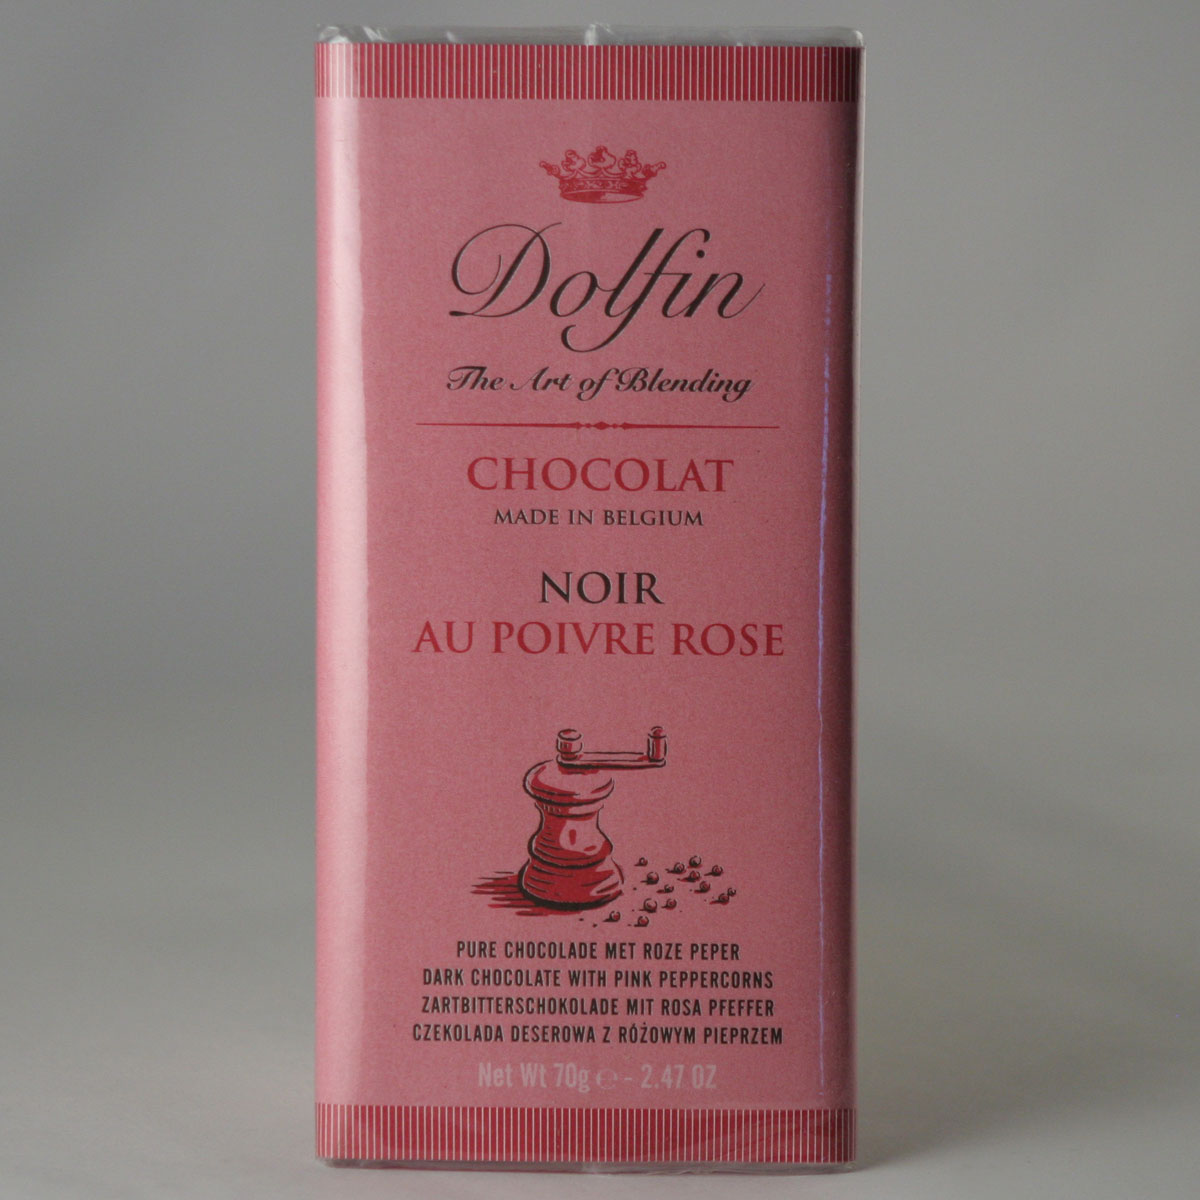 Dolfin
The Art of Blending
CHOCOLAT
MADE IN BELGIUM
NOIR
AU POIVRE ROSE
PURE CHOCOLADE MET ROZE PEPER
DARK CHOCOLATE WITH PINK PEPPERCORNS
ZARTBITTERSCHOKOLADE MIT ROSA PFEFFER
CZEKOLADA DESEROWA Z RÓŻOWYM PIEPRZEM
Net Wt 70g ℮ - 2.47 OZ